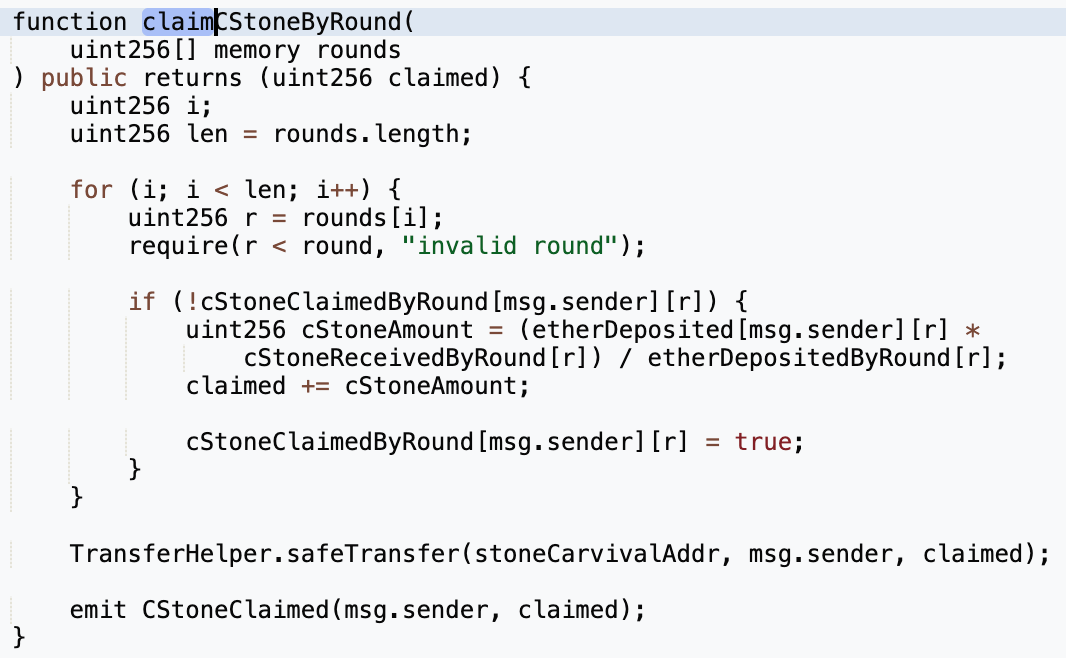 function claimCStoneByRound(
    uint256[] memory rounds
) public returns (uint256 claimed) {
    uint256 i;
    uint256 len = rounds.length;

    for (i; i < len; i++) {
        uint256 r = rounds[i];
        require(r < round, "invalid round");

        if (!cStoneClaimedByRound[msg.sender][r]) {
            uint256 cStoneAmount = (etherDeposited[msg.sender][r] *
                cStoneReceivedByRound[r]) / etherDepositedByRound[r];
            claimed += cStoneAmount;

            cStoneClaimedByRound[msg.sender][r] = true;
        }
    }

    TransferHelper.safeTransfer(stoneCarvivalAddr, msg.sender, claimed);

    emit CStoneClaimed(msg.sender, claimed);
}